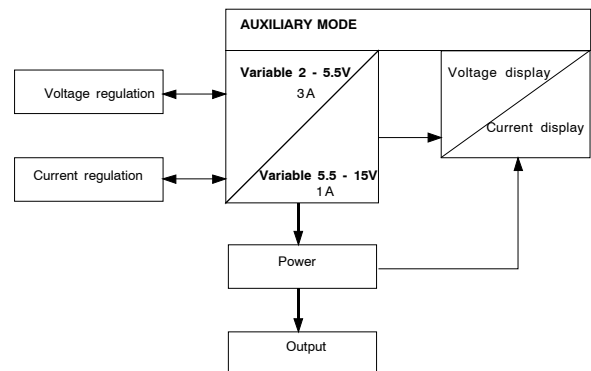 AUXILIARY MODE
Variable 2 - 5.5V
3A
Voltage display
Voltage regulation
Current display
Current regulation
Variable 5.5 - 15V
1A
Power
Output